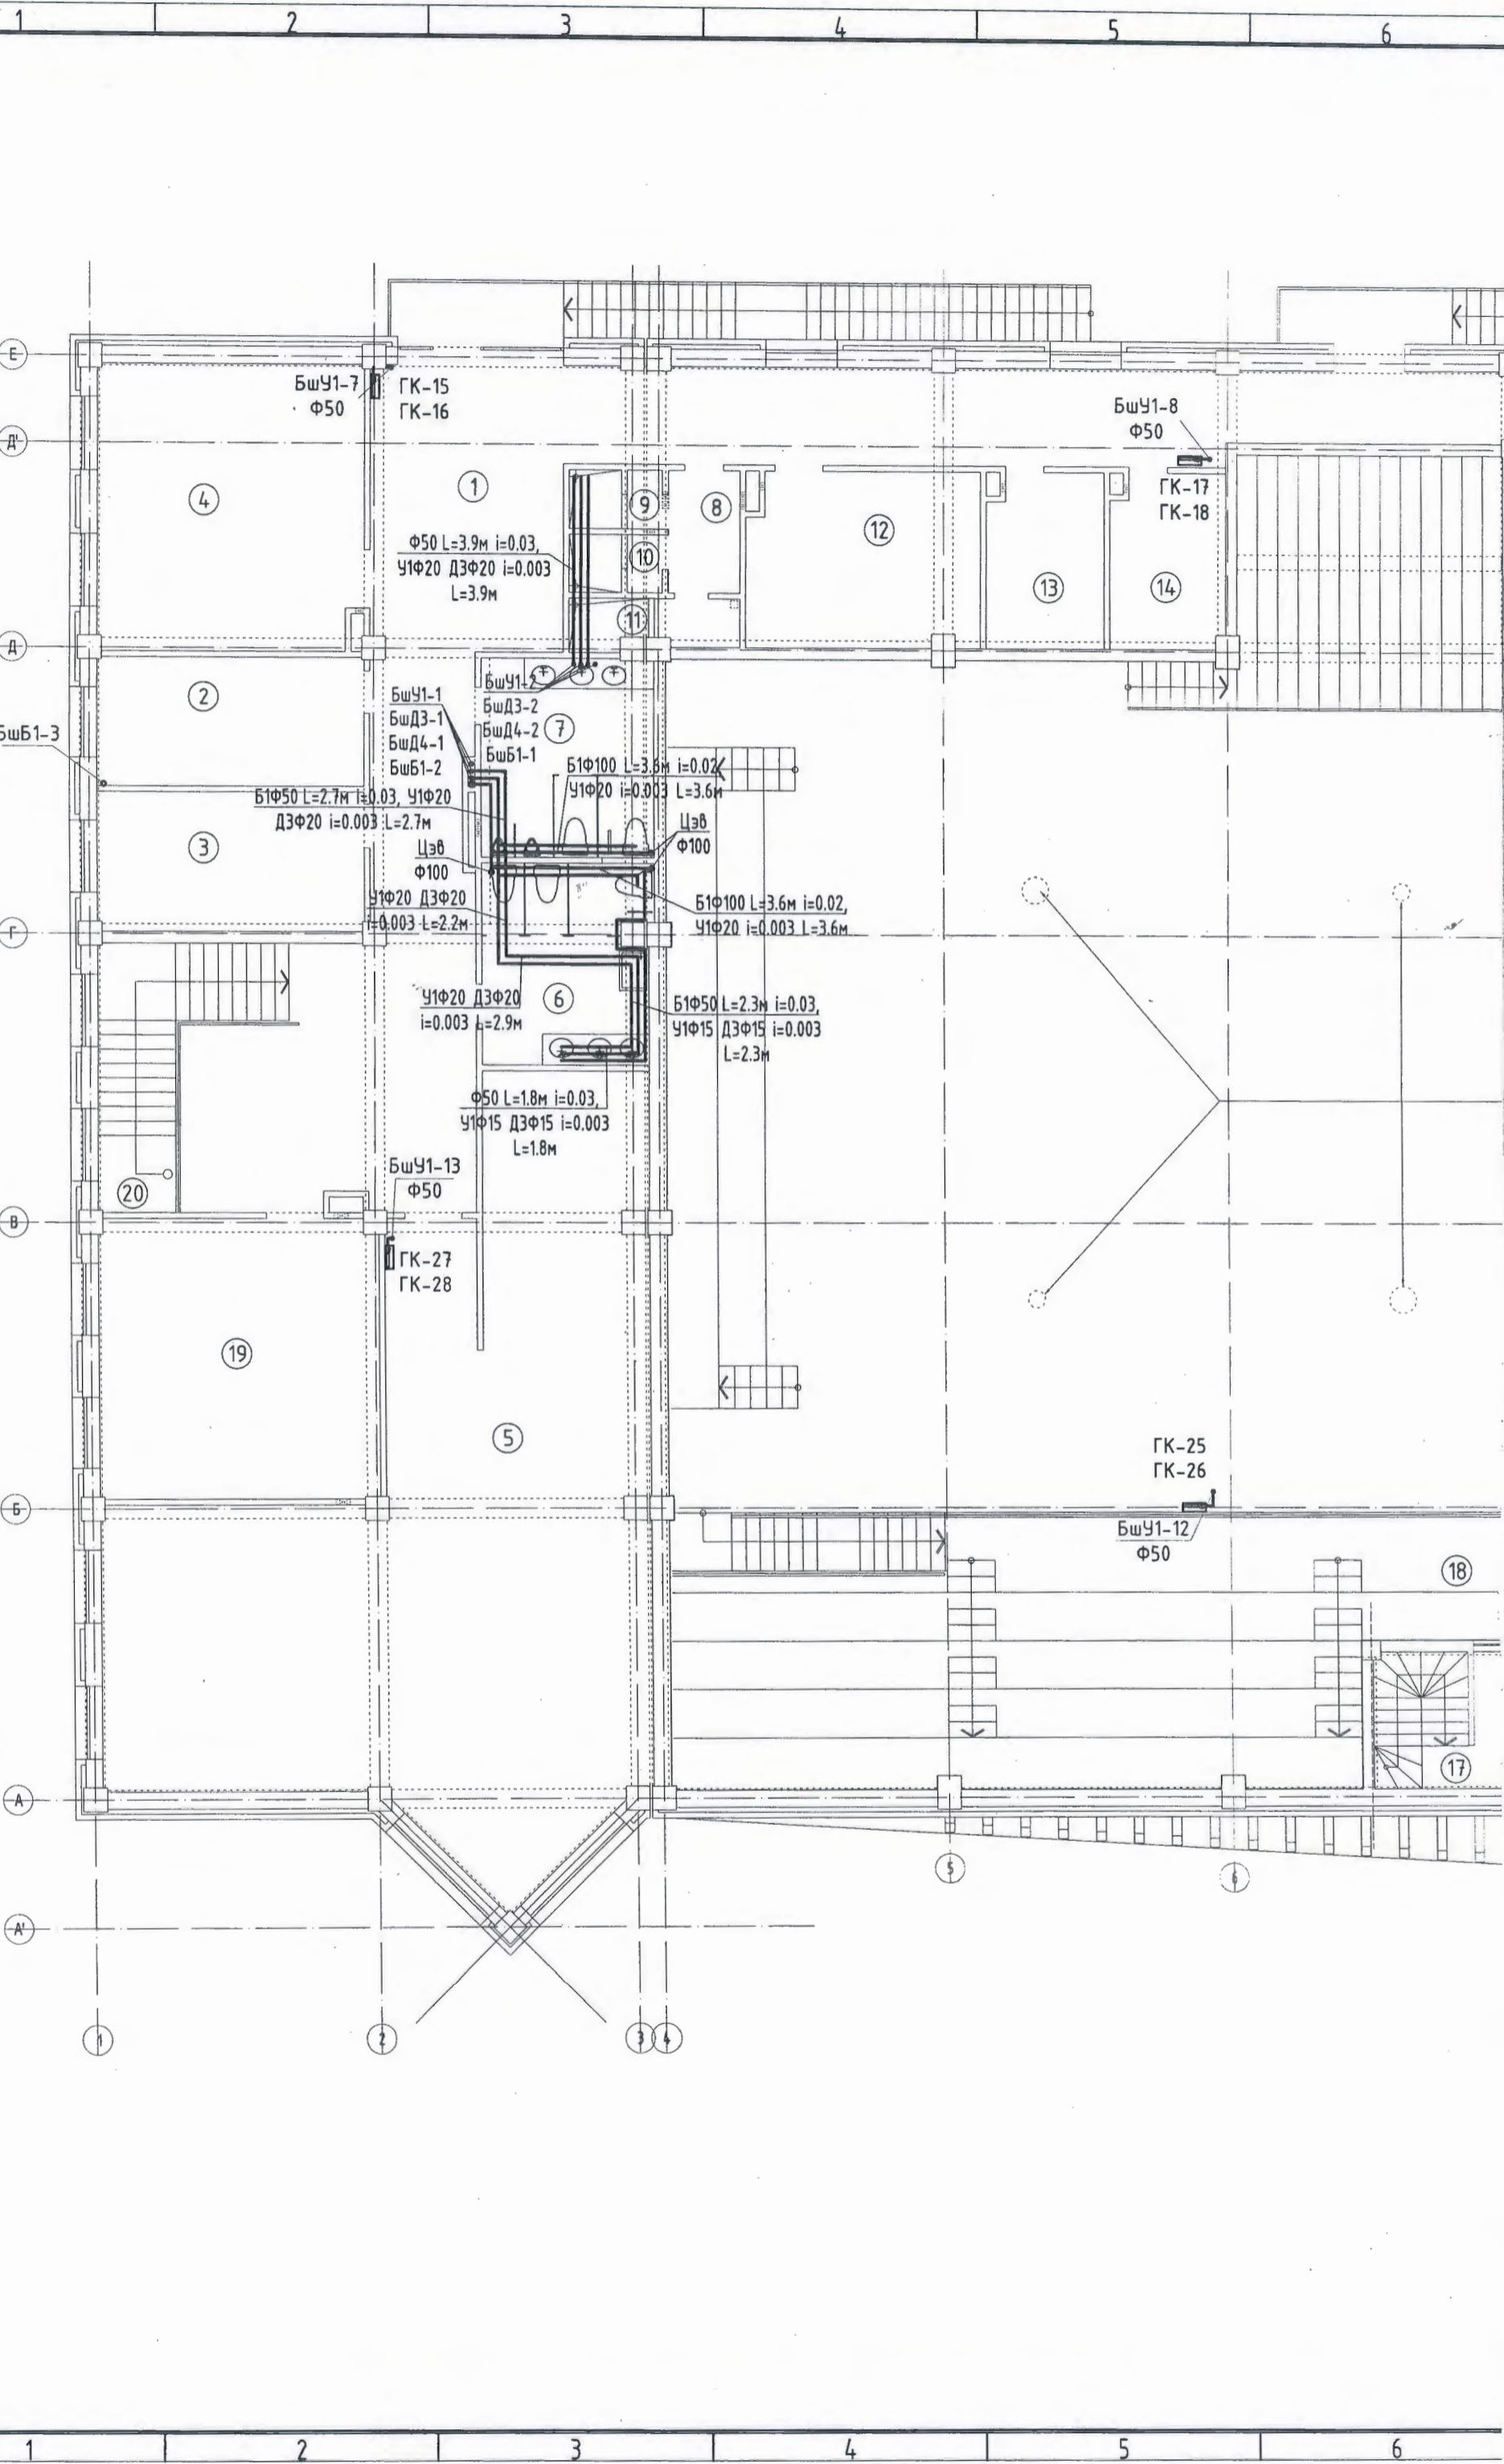 1 2 3 4 5 6
Е
БшУ1-7
Ф50
ГК-15
ГК-16
БшУ1-8
Ф50
Д'
ГК-17
ГК-18
4
1
9
8
12
10
13
14
11
Ф50 L=3.9м i=0.03,
У1Ф20 Д3Ф20 i=0.003
L=3.9м
Д
2
БшУ1-1
БшД3-1
БшД4-1
БшБ1-2
БшУ1-2
БшД3-2
БшД4-2
БшБ1-1
7
БшБ1-3
Б1Ф100 L=3.6м i=0.02
У1Ф20 i=0.003 L=3.6м
Б1Ф50 L=2.7м i=0.03, У1Ф20
Д3Ф20 i=0.003 L=2.7м
Цэв
Ф100
3
Цэв
Ф100
У1Ф20 Д3Ф20
i=0.003 L=2.2м
Б1Ф100 L=3.6м i=0.02,
У1Ф20 i=0.003 L=3.6м
Г
У1Ф20 Д3Ф20
i=0.003 L=2.9м
6
Б1Ф50 L=2.3м i=0.03,
У1Ф15 Д3Ф15 i=0.003
L=2.3м
Ф50 L=1.8м i=0.03,
У1Ф15 Д3Ф15 i=0.003
L=1.8м
БшУ1-13
Ф50
20
В
ГК-27
ГК-28
19
5
ГК-25
ГК-26
Б
БшУ1-12
Ф50
18
17
А
5
6
А'
1
2
3
4
1 2 3 4 5 6